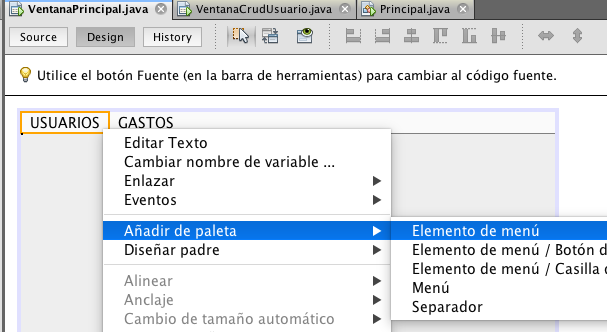 VentanaPrincipal.java VentanaCrudUsuario.java Principal.java
Source Design History
Utilice el botón Fuente (en la barra de herramientas) para cambiar al código fuente.
USUARIOS GASTOS
Editar Texto
Cambiar nombre de variable ...
Enlazar
Eventos
Añadir de paleta
Diseñar padre
Alinear
Anclaje
Cambio de tamaño automático
Elemento de menú
Elemento de menú / Botón d
Elemento de menú / Casilla
Menú
Separador